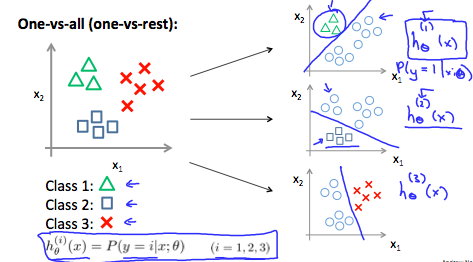 One-vs-all (one-vs-rest):
x₂
x₁
Class 1:
Class 2:
Class 3:
h_θ^(i)(x) = P(y = i|x; θ) (i = 1, 2, 3)
x₂
x₁
h_θ^(1)(x)
P(y=1|x;θ)
x₂
x₁
h_θ^(2)(x)
x₂
x₁
h_θ^(3)(x)